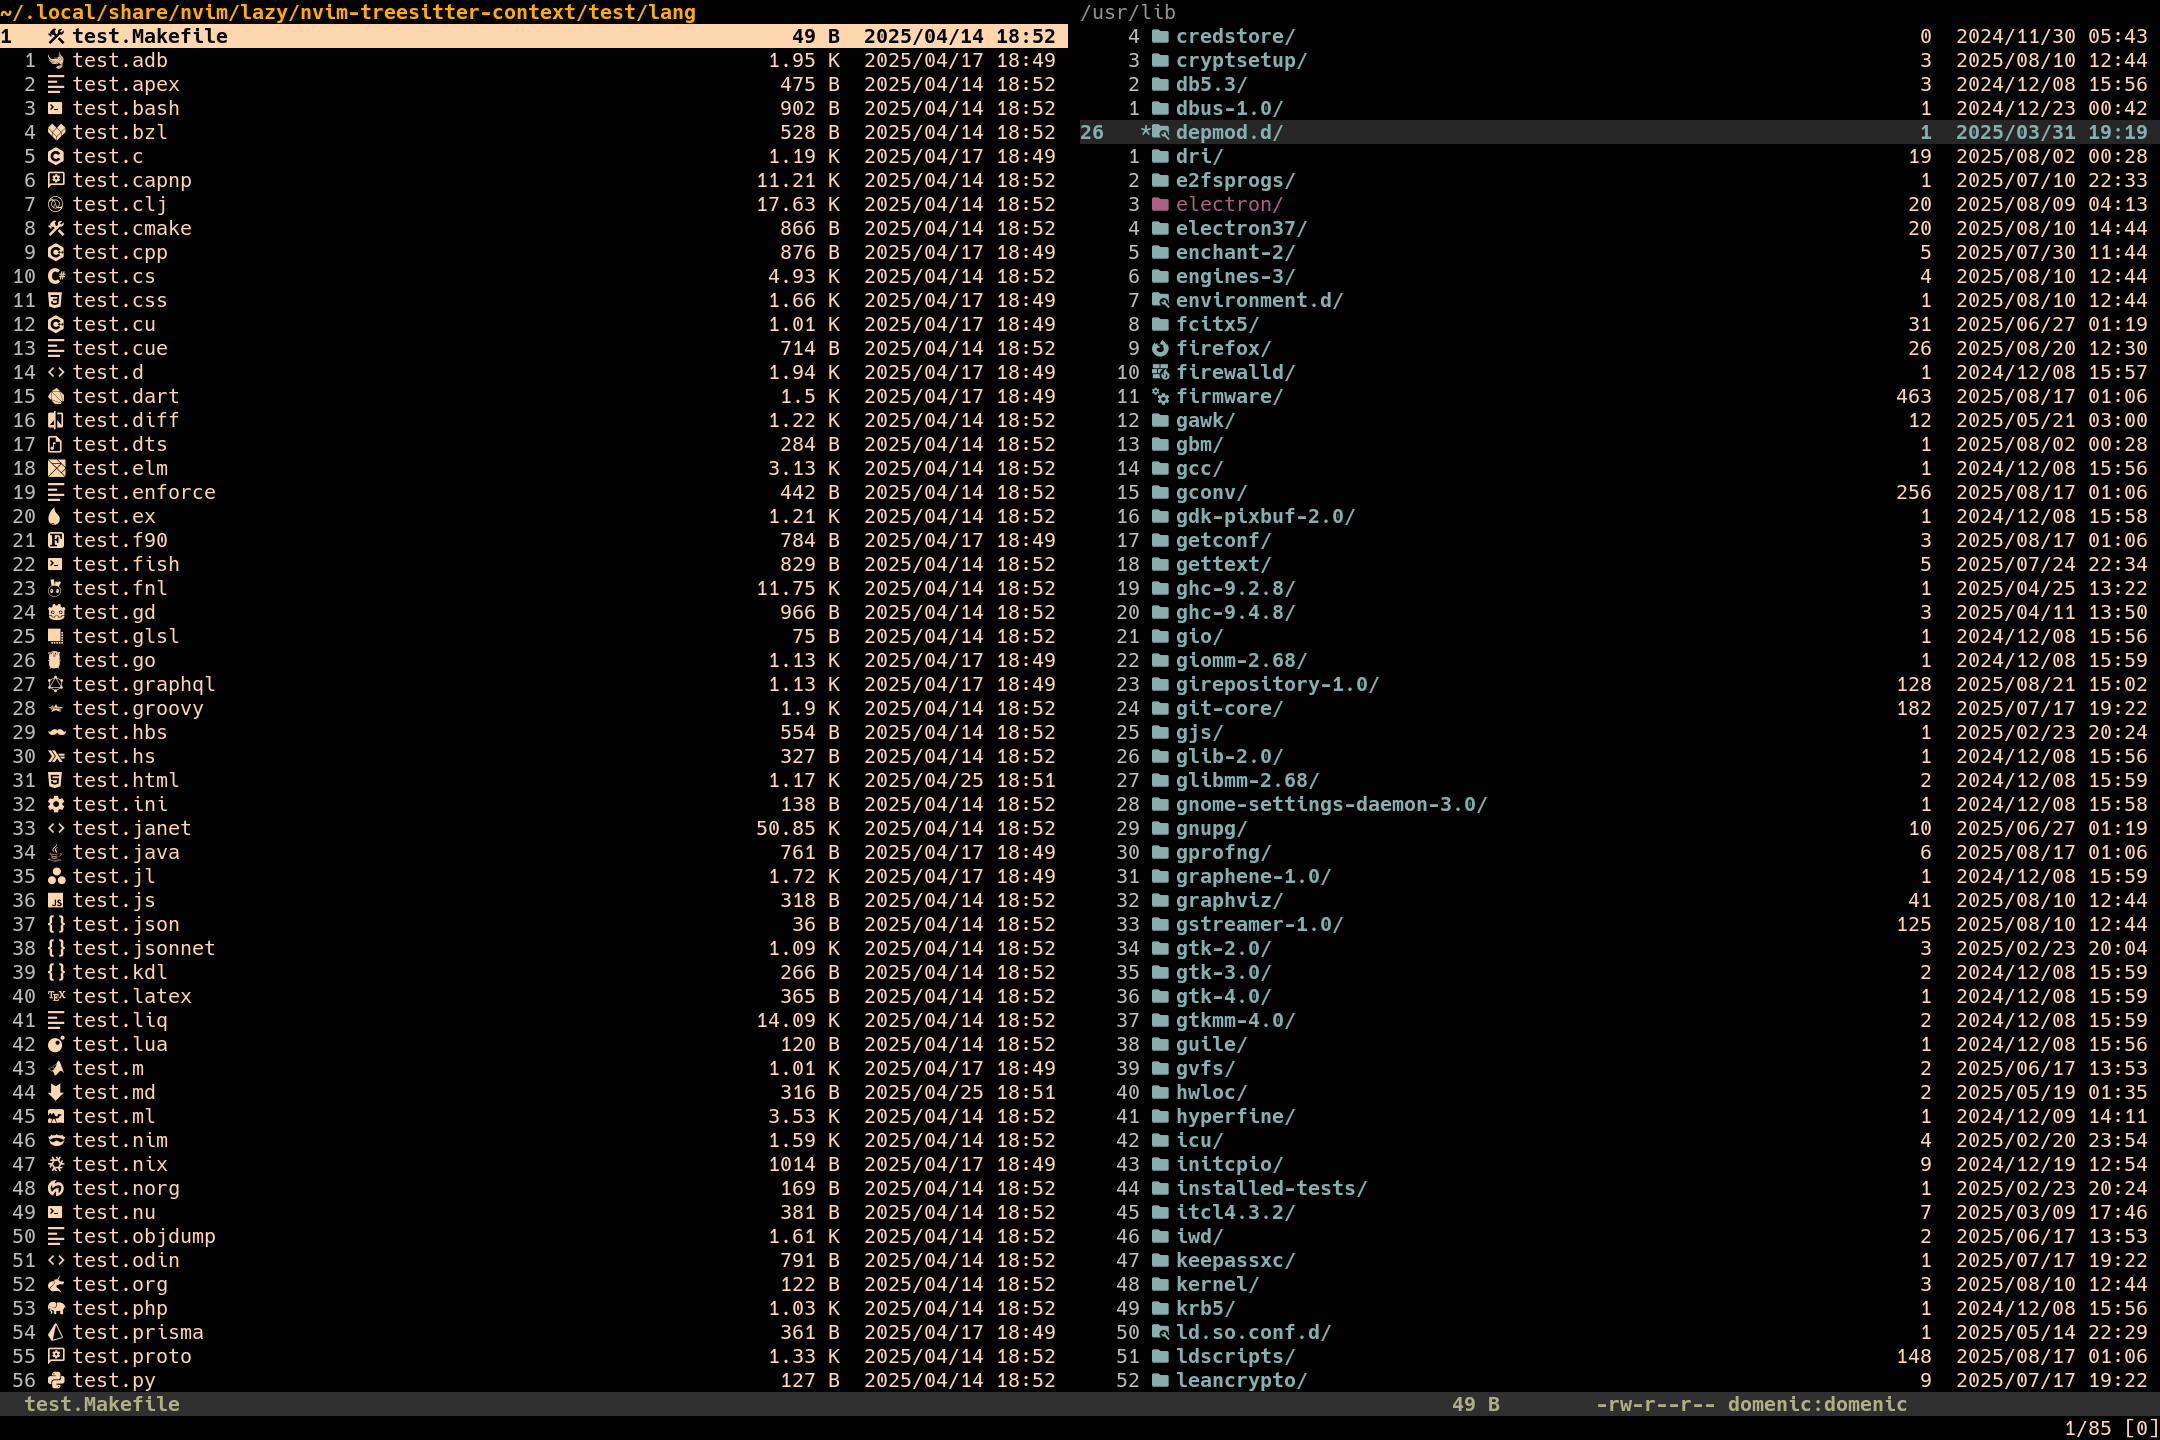 ~/.local/share/nvim/lazy/nvim-treesitter-context/test/lang
1 test.Makefile 49 B 2025/04/14 18:52
1 test.adb 1.95 K 2025/04/17 18:49
2 test.apex 475 B 2025/04/14 18:52
3 test.bash 902 B 2025/04/14 18:52
4 test.bzl 528 B 2025/04/14 18:52
5 test.c 1.19 K 2025/04/17 18:49
6 test.capnp 11.21 K 2025/04/14 18:52
7 test.clj 17.63 K 2025/04/14 18:52
8 test.cmake 866 B 2025/04/14 18:52
9 test.cpp 876 B 2025/04/17 18:49
10 test.cs 4.93 K 2025/04/14 18:52
11 test.css 1.66 K 2025/04/17 18:49
12 test.cu 1.01 K 2025/04/17 18:49
13 test.cue 714 B 2025/04/14 18:52
14 test.d 1.94 K 2025/04/17 18:49
15 test.dart 1.5 K 2025/04/17 18:49
16 test.diff 1.22 K 2025/04/14 18:52
17 test.dts 284 B 2025/04/14 18:52
18 test.elm 3.13 K 2025/04/14 18:52
19 test.enforce 442 B 2025/04/14 18:52
20 test.ex 1.21 K 2025/04/14 18:52
21 test.f90 784 B 2025/04/17 18:49
22 test.fish 829 B 2025/04/14 18:52
23 test.fnl 11.75 K 2025/04/14 18:52
24 test.gd 966 B 2025/04/14 18:52
25 test.glsl 75 B 2025/04/14 18:52
26 test.go 1.13 K 2025/04/17 18:49
27 test.graphql 1.13 K 2025/04/17 18:49
28 test.groovy 1.9 K 2025/04/14 18:52
29 test.hbs 554 B 2025/04/14 18:52
30 test.hs 327 B 2025/04/14 18:52
31 test.html 1.17 K 2025/04/25 18:51
32 test.ini 138 B 2025/04/14 18:52
33 test.janet 50.85 K 2025/04/14 18:52
34 test.java 761 B 2025/04/17 18:49
35 test.jl 1.72 K 2025/04/17 18:49
36 test.js 318 B 2025/04/14 18:52
37 test.json 36 B 2025/04/14 18:52
38 test.jsonnet 1.09 K 2025/04/14 18:52
39 test.kdl 266 B 2025/04/14 18:52
40 test.latex 365 B 2025/04/14 18:52
41 test.liq 14.09 K 2025/04/14 18:52
42 test.lua 120 B 2025/04/14 18:52
43 test.m 1.01 K 2025/04/17 18:49
44 test.md 316 B 2025/04/25 18:51
45 test.ml 3.53 K 2025/04/14 18:52
46 test.nim 1.59 K 2025/04/14 18:52
47 test.nix 1014 B 2025/04/17 18:49
48 test.norg 169 B 2025/04/14 18:52
49 test.nu 381 B 2025/04/14 18:52
50 test.objdump 1.61 K 2025/04/14 18:52
51 test.odin 791 B 2025/04/14 18:52
52 test.org 122 B 2025/04/14 18:52
53 test.php 1.03 K 2025/04/14 18:52
54 test.prisma 361 B 2025/04/17 18:49
55 test.proto 1.33 K 2025/04/14 18:52
56 test.py 127 B 2025/04/14 18:52
/usr/lib
4 credstore/ 0 2024/11/30 05:43
3 cryptsetup/ 3 2025/08/10 12:44
2 db5.3/ 3 2024/12/08 15:56
1 dbus-1.0/ 1 2024/12/23 00:42
26 * depmod.d/ 1 2025/03/31 19:19
1 dri/ 19 2025/08/02 00:28
2 e2fsprogs/ 1 2025/07/10 22:33
3 electron/ 20 2025/08/09 04:13
4 electron37/ 20 2025/08/10 14:44
5 enchant-2/ 5 2025/07/30 11:44
6 engines-3/ 4 2025/08/10 12:44
7 environment.d/ 1 2025/08/10 12:44
8 fcitx5/ 31 2025/06/27 01:19
9 firefox/ 26 2025/08/20 12:30
10 firewalld/ 1 2024/12/08 15:57
11 firmware/ 463 2025/08/17 01:06
12 gawk/ 12 2025/05/21 03:00
13 gbm/ 1 2025/08/02 00:28
14 gcc/ 1 2024/12/08 15:56
15 gconv/ 256 2025/08/17 01:06
16 gdk-pixbuf-2.0/ 1 2024/12/08 15:58
17 getconf/ 3 2025/08/17 01:06
18 gettext/ 5 2025/07/24 22:34
19 ghc-9.2.8/ 1 2025/04/25 13:22
20 ghc-9.4.8/ 3 2025/04/11 13:50
21 gio/ 1 2024/12/08 15:56
22 giomm-2.68/ 1 2024/12/08 15:59
23 girepository-1.0/ 128 2025/08/21 15:02
24 git-core/ 182 2025/07/17 19:22
25 gjs/ 1 2025/02/23 20:24
26 glib-2.0/ 1 2024/12/08 15:56
27 glibmm-2.68/ 2 2024/12/08 15:59
28 gnome-settings-daemon-3.0/ 1 2024/12/08 15:58
29 gnupg/ 10 2025/06/27 01:19
30 gprofng/ 6 2025/08/17 01:06
31 graphene-1.0/ 1 2024/12/08 15:59
32 graphviz/ 41 2025/08/10 12:44
33 gstreamer-1.0/ 125 2025/08/10 12:44
34 gtk-2.0/ 3 2025/02/23 20:04
35 gtk-3.0/ 2 2024/12/08 15:59
36 gtk-4.0/ 1 2024/12/08 15:59
37 gtkmm-4.0/ 2 2024/12/08 15:59
38 guile/ 1 2024/12/08 15:56
39 gvfs/ 2 2025/06/17 13:53
40 hwloc/ 2 2025/05/19 01:35
41 hyperfine/ 1 2024/12/09 14:11
42 icu/ 4 2025/02/20 23:54
43 initcpio/ 9 2024/12/19 12:54
44 installed-tests/ 1 2025/02/23 20:24
45 itcl4.3.2/ 7 2025/03/09 17:46
46 iwd/ 2 2025/06/17 13:53
47 keepassxc/ 1 2025/07/17 19:22
48 kernel/ 3 2025/08/10 12:44
49 krb5/ 1 2024/12/08 15:56
50 ld.so.conf.d/ 1 2025/05/14 22:29
51 ldscripts/ 148 2025/08/17 01:06
52 leancrypto/ 9 2025/07/17 19:22
test.Makefile 49 B -rw-r--r-- domenic:domenic
1/85 [0]